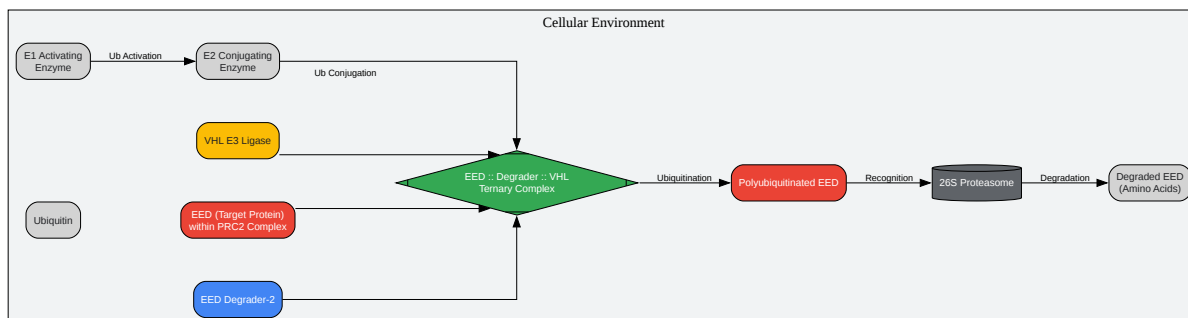 Cellular Environment
E1 Activating
Enzyme
Ub Activation
E2 Conjugating
Enzyme
Ub Conjugation
VHL E3 Ligase
EED :: Degrader :: VHL
Ternary Complex
Ubiquitination
Polyubiquitinated EED
Recognition
26S Proteasome
Degradation
Degraded EED
(Amino Acids)
Ubiquitin
EED (Target Protein)
within PRC2 Complex
EED Degrader-2